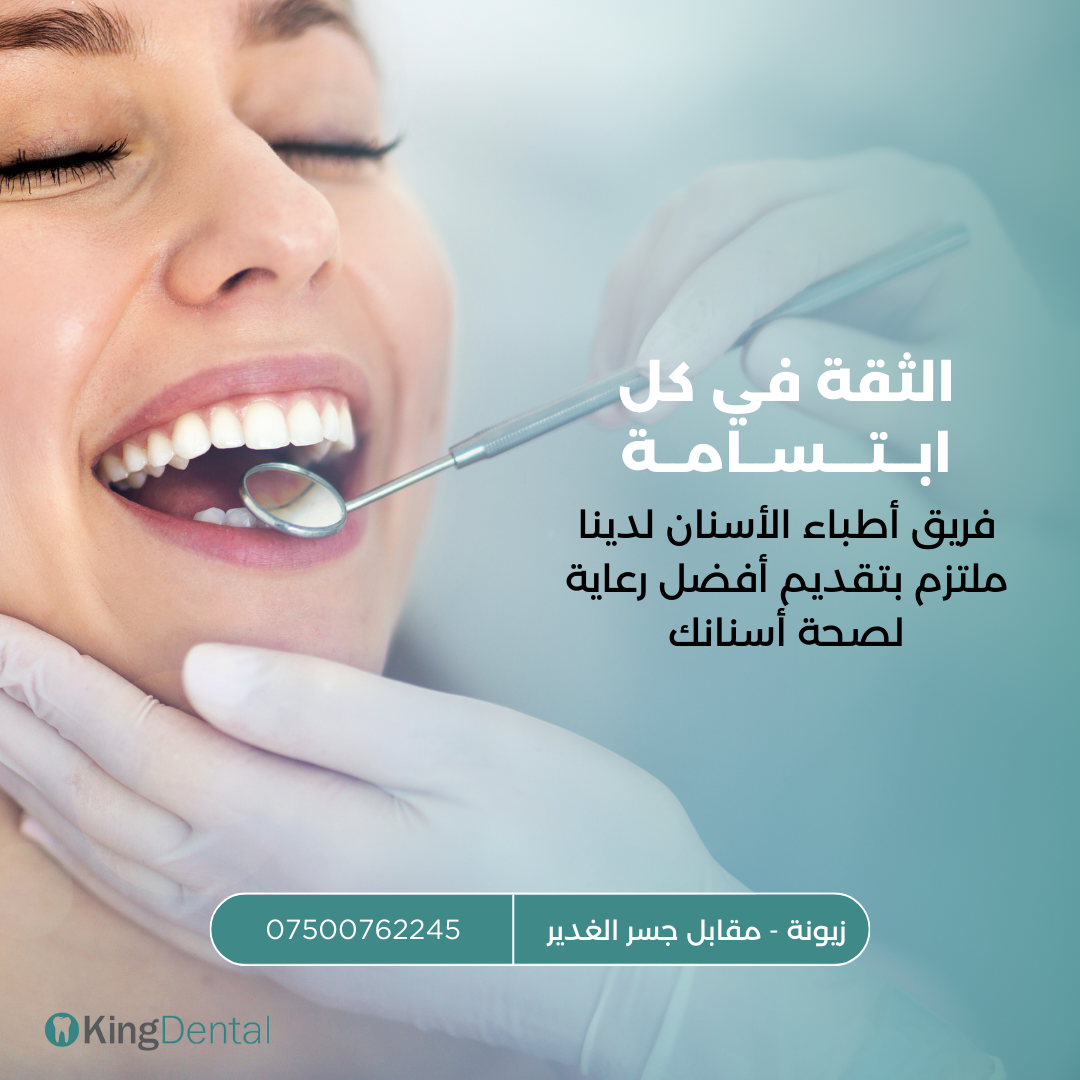 الثقة في كل
ابـتـــسـامـة
فريق أطباء الأسنان لدينا
ملتزم بتقديم أفضل رعاية
لصحة أسنانك
زيونة - مقابل جسر الغدير
07500762245
KingDental